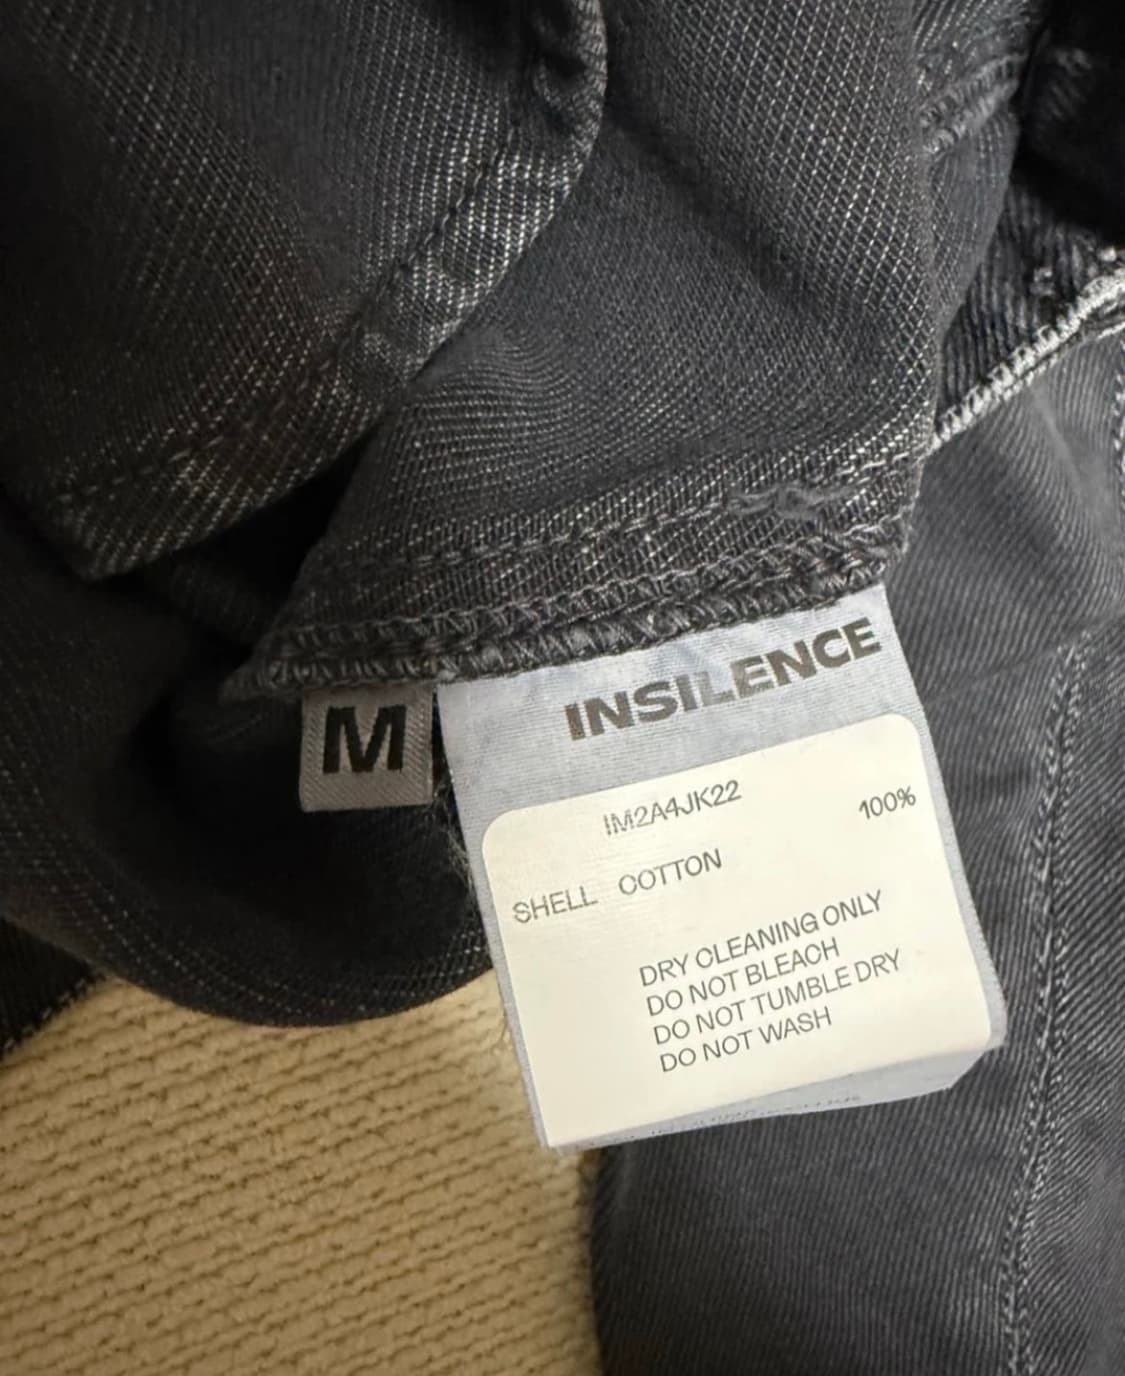 M
INSILENCE
IM2A4JK22
100%
SHELL COTTON
DRY CLEANING ONLY
DO NOT BLEACH
DO NOT TUMBLE DRY
DO NOT WASH